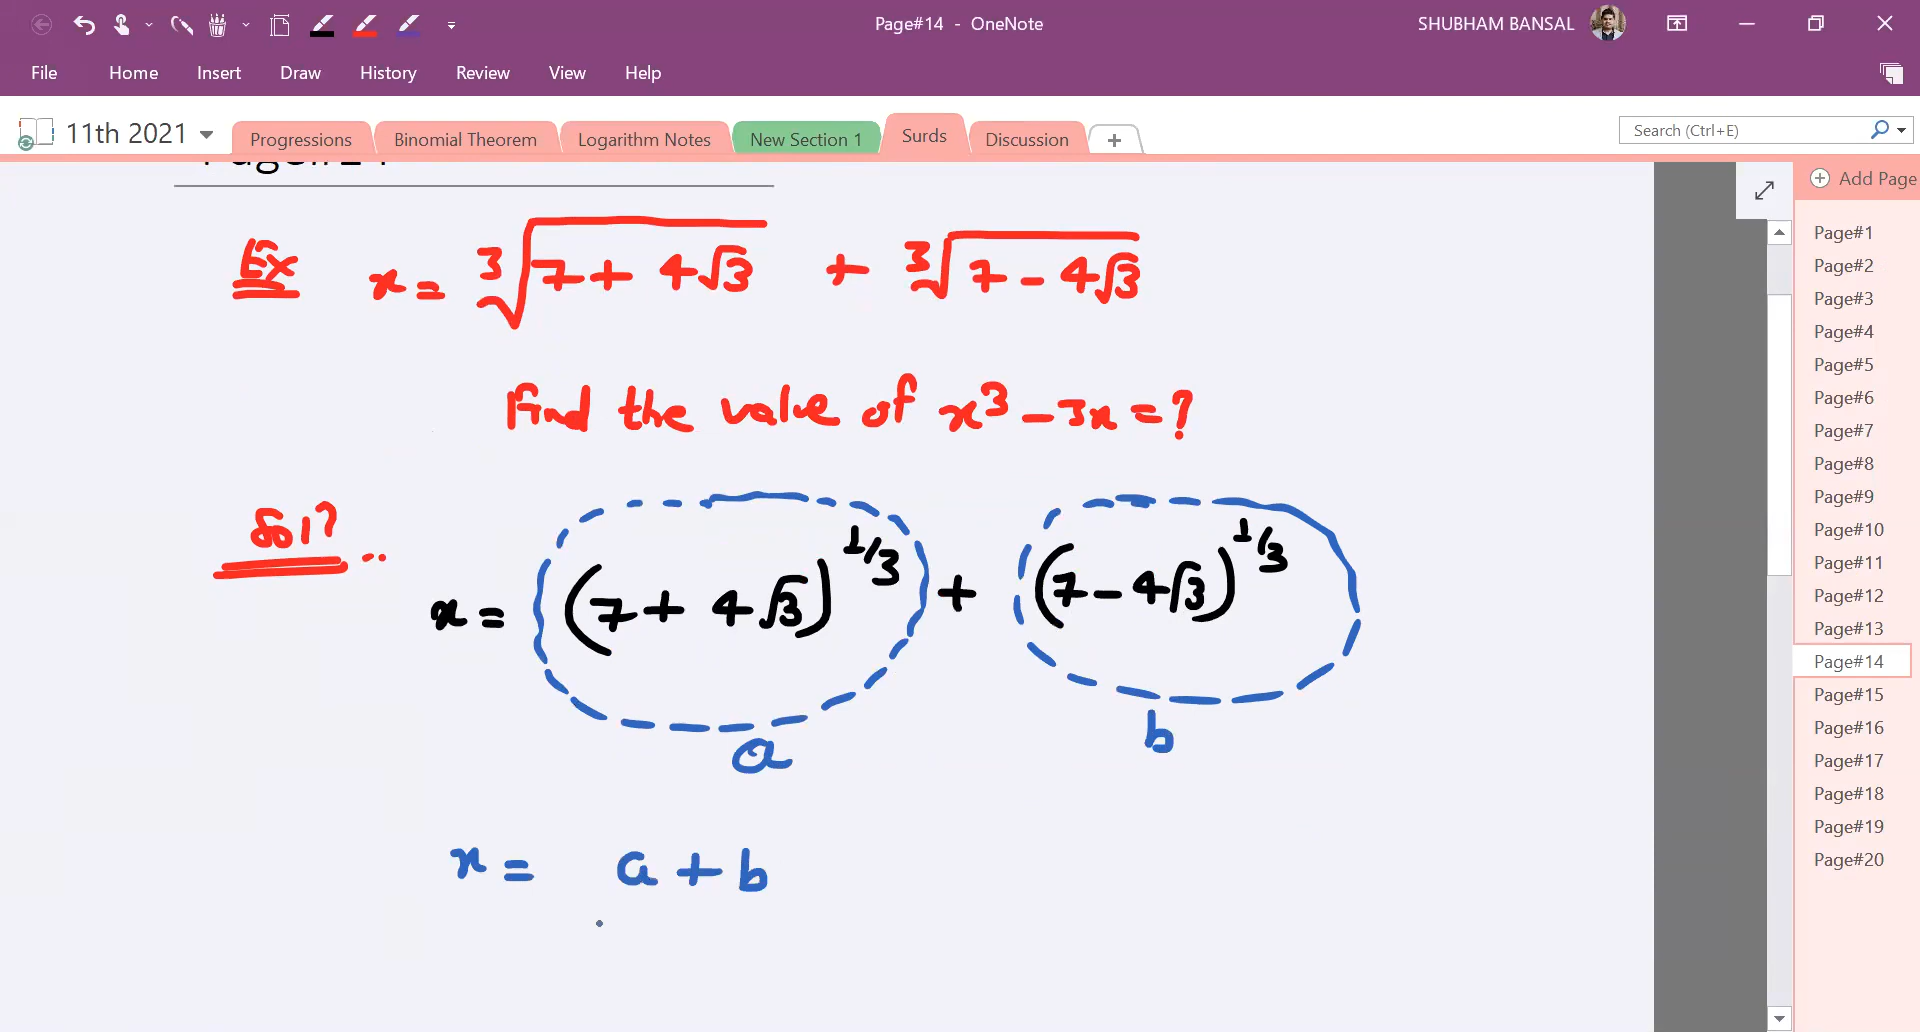 Page#14 - OneNote
SHUBHAM BANSAL
File Home Insert Draw History Review View Help
11th 2021 Progressions Binomial Theorem Logarithm Notes New Section 1 Surds Discussion +
Search (Ctrl+E)
Add Page
Ex x = ∛(7 + 4√3) + ∛(7 - 4√3)
Find the value of x³ - 3x = ?
Sol?
x = (7 + 4√3)^1/3 + (7 - 4√3)^1/3
a b
x = a + b
Page#1
Page#2
Page#3
Page#4
Page#5
Page#6
Page#7
Page#8
Page#9
Page#10
Page#11
Page#12
Page#13
Page#14
Page#15
Page#16
Page#17
Page#18
Page#19
Page#20